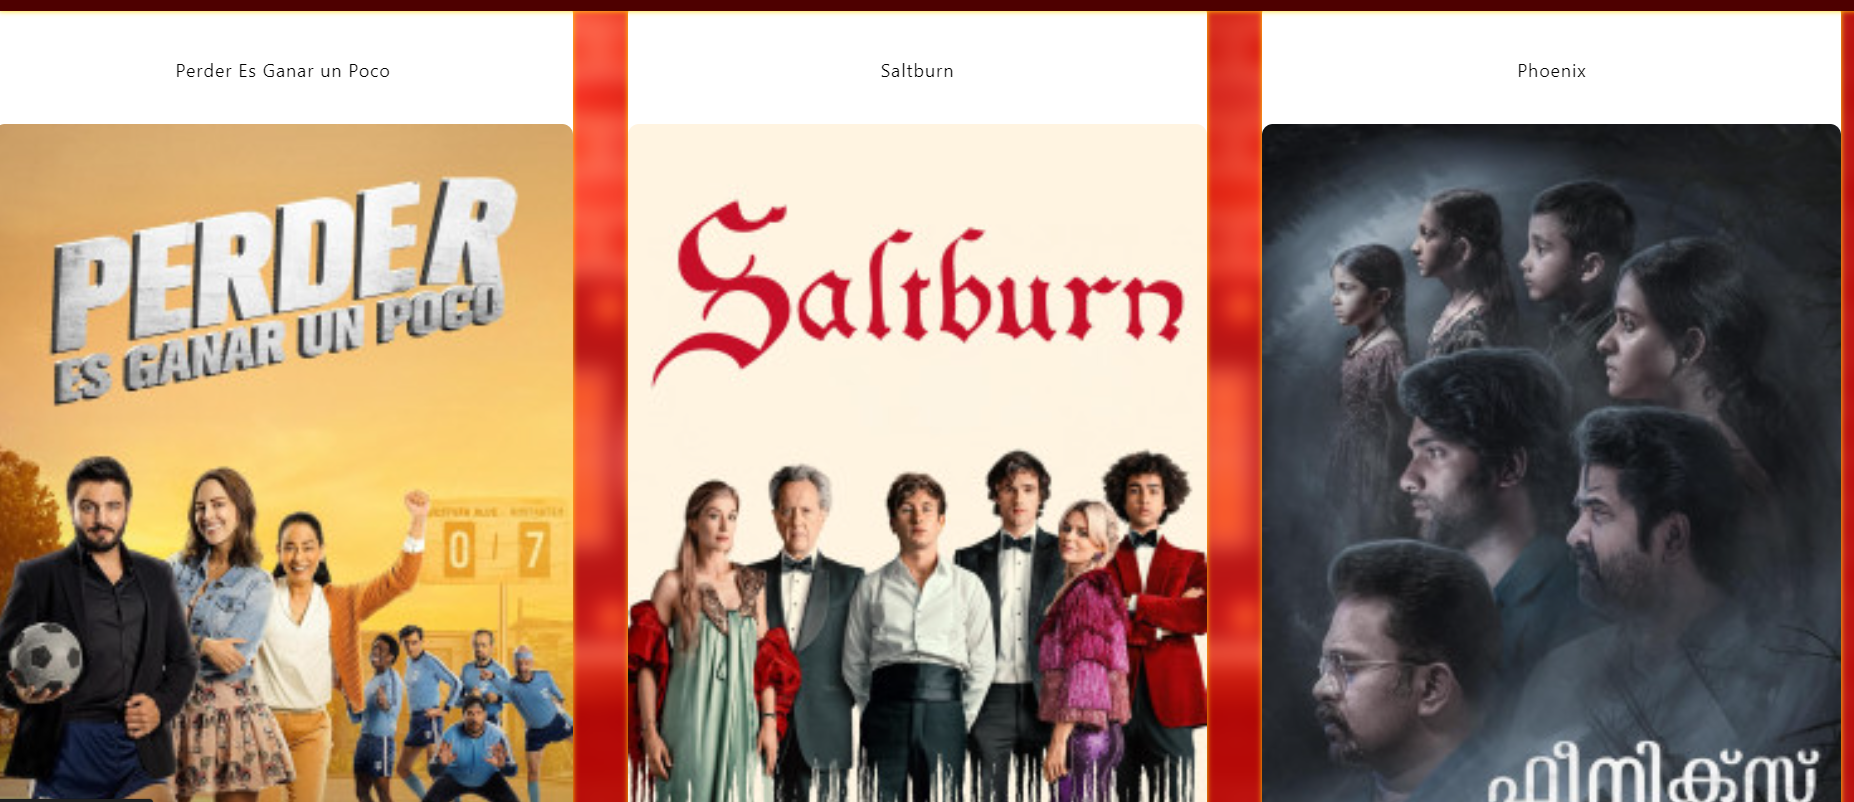 Perder Es Ganar un Poco
Saltburn
Phoenix
PERDER
ES GANAR UN POCO
0 / 7
Saltburn
ഫീനിക്സ്